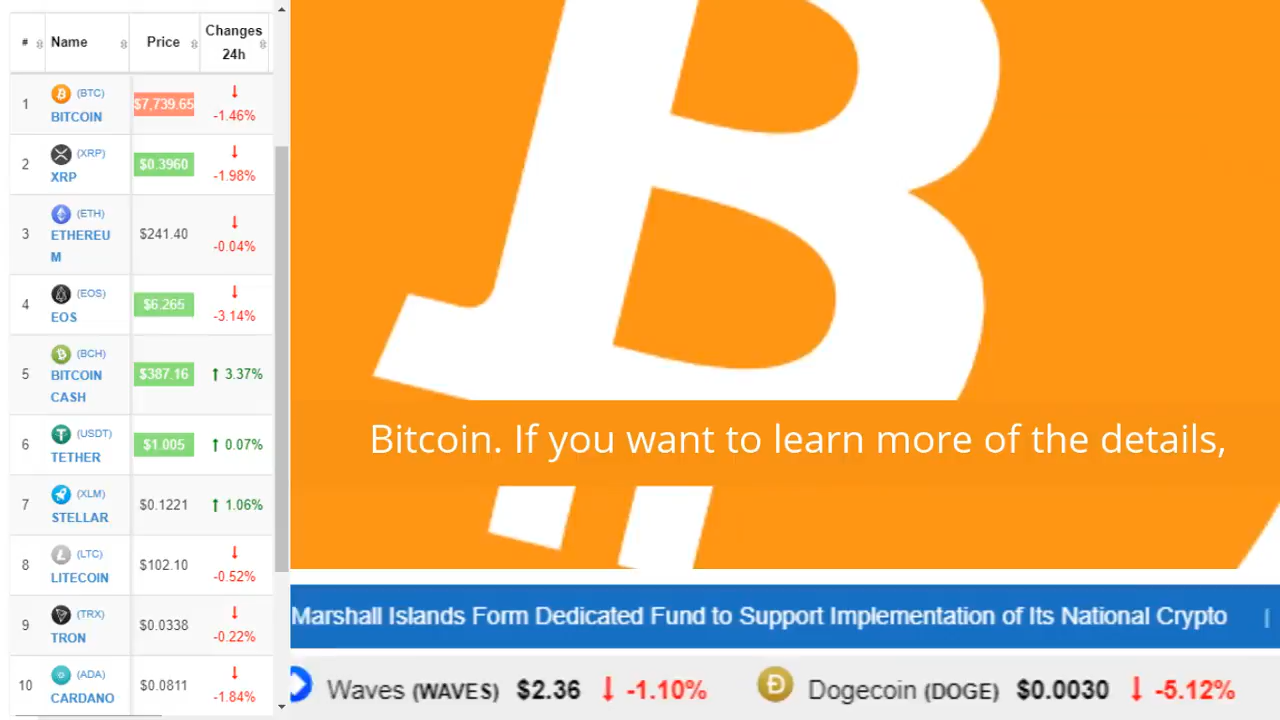 # Name Price Changes 24h
1 (BTC) BITCOIN $7,739.65 -1.46%
2 (XRP) XRP $0.3960 -1.98%
3 (ETH) ETHEREUM $241.40 -0.04%
4 (EOS) EOS $6.265 -3.14%
5 (BCH) BITCOIN CASH $387.16 3.37%
6 (USDT) TETHER $1.005 0.07%
7 (XLM) STELLAR $0.1221 1.06%
8 (LTC) LITECOIN $102.10 -0.52%
9 (TRX) TRON $0.0338 -0.22%
10 (ADA) CARDANO $0.0811 -1.84%
Bitcoin. If you want to learn more of the details,
Marshall Islands Form Dedicated Fund to Support Implementation of Its National Crypto |
Waves (WAVES) $2.36 -1.10% Dogecoin (DOGE) $0.0030 -5.12%